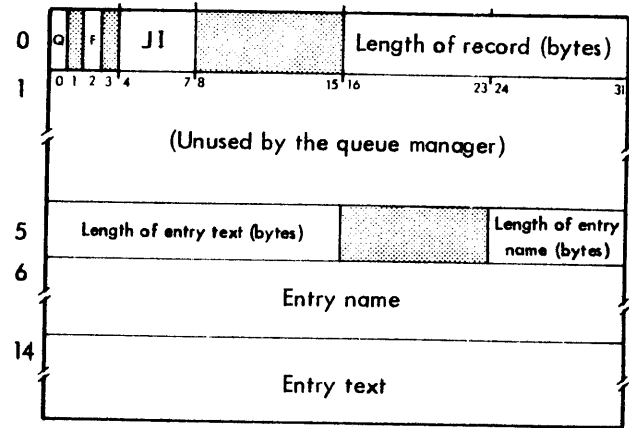 0 Q F JI Length of record (bytes)
0 1 2 3 4 7 8 15 16 23 24 31
1
(Unused by the queue manager)
5 Length of entry text (bytes) Length of entry
name (bytes)
6
Entry name
14
Entry text